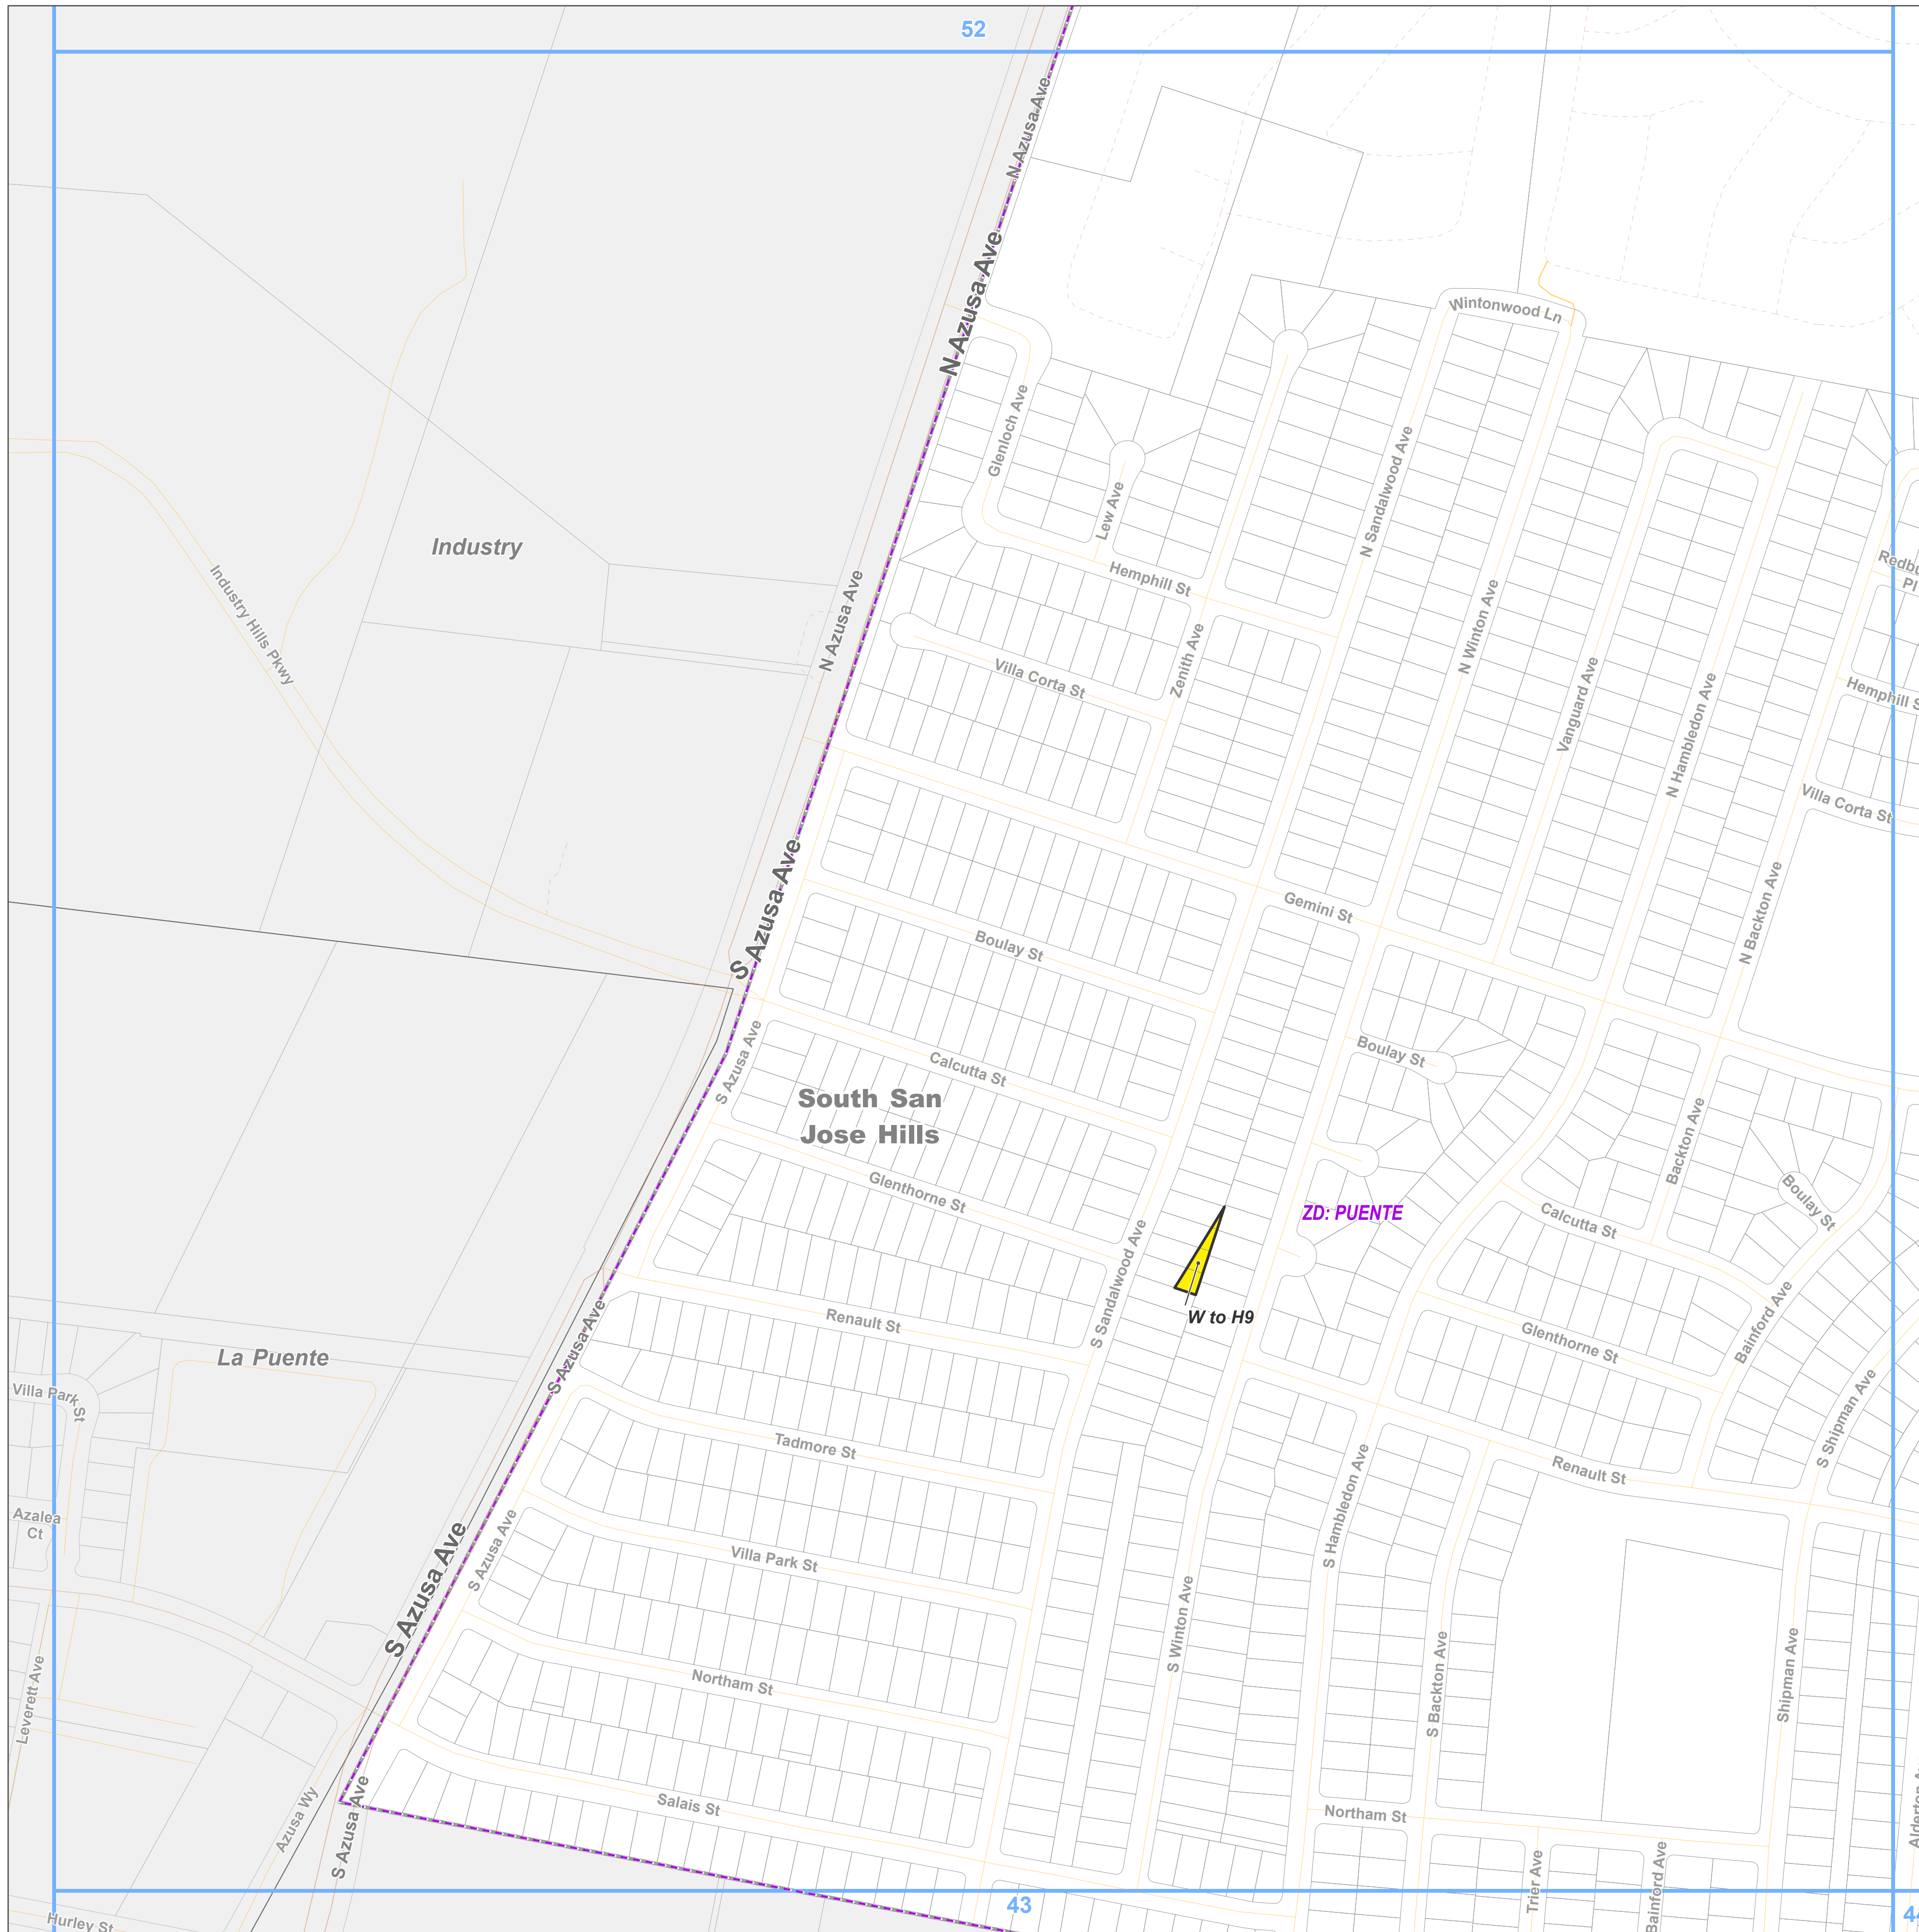 52
N Azusa Ave
N Azusa Ave
Wintonwood Ln
Glenloch Ave
N Sandalwood Ave
Lew Ave
Industry
Hemphill St
Redbu
Pl
Industry Hills Pkwy
N Azusa Ave
N Winton Ave
Zenith Ave
Villa Corta St
Vanguard Ave
N Hambledon Ave
Hemphill S
Villa Corta St
S Azusa Ave
Gemini St
N Backton Ave
Boulay St
S Azusa Ave
Calcutta St
Boulay St
South San
Jose Hills
Backton Ave
Glenthorne St
Boulay St
ZD: PUENTE
Calcutta St
S Sandalwood Ave
W to H9
Renault St
S Azusa Ave
Glenthorne St
Bainford Ave
La Puente
Villa Park
St
S Shipman Ave
Tadmore St
Renault St
Azalea
Ct
S Azusa Ave
S Azusa Ave
S Hambledon Ave
Villa Park St
S Winton Ave
Northam St
S Backton Ave
Shipman Ave
Leverett Ave
Salais St
Azusa Wy
S Azusa Ave
Northam St
Alderton A
Trier Ave
Bainford Ave
43
44
Hurley St